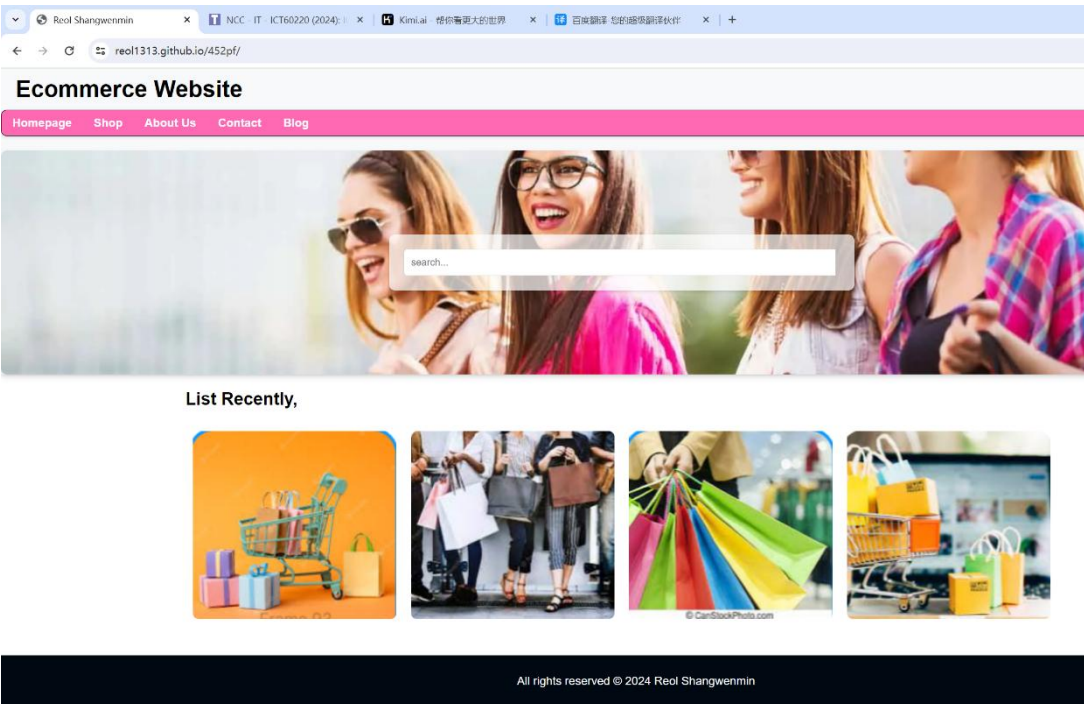 Reol Shangwenmin
NCC - IT - ICT60220 (2024):
Kimi.ai - 帮你看更大的世界
百度翻译-您的超级翻译伙伴
reol1313.github.io/452pf/
Ecommerce Website
Homepage Shop About Us Contact Blog
search...
List Recently,
Frame 92
© CanStockPhoto.com
All rights reserved © 2024 Reol Shangwenmin